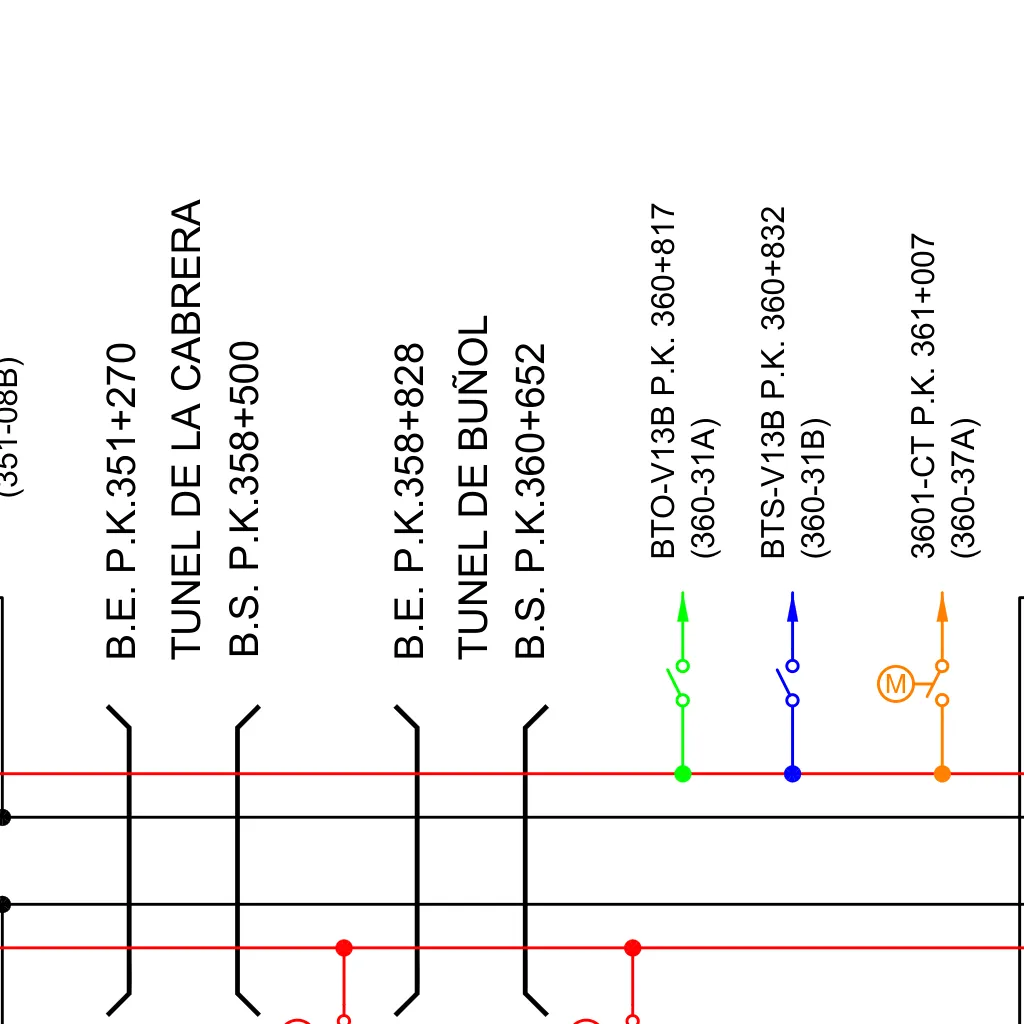 (351-08B)
B.E. P.K.351+270
TUNEL DE LA CABRERA
B.S. P.K.358+500
B.E. P.K.358+828
TUNEL DE BUÑOL
B.S. P.K.360+652
BTO-V13B P.K. 360+817
(360-31A)
BTS-V13B P.K. 360+832
(360-31B)
3601-CT P.K. 361+007
(360-37A)
M